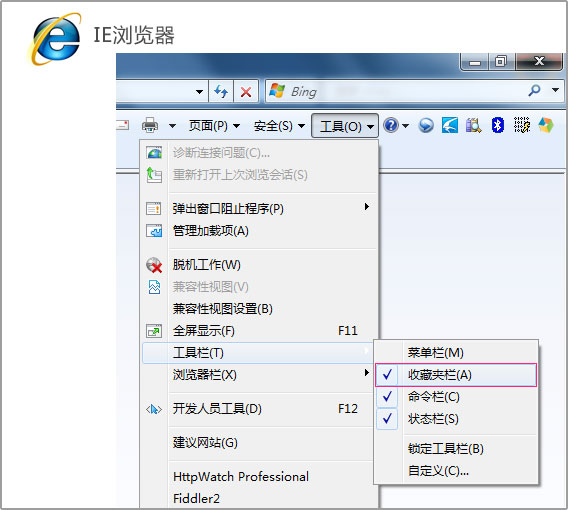 IE浏览器
Bing
页面(P) 安全(S) 工具(O)
诊断连接问题(C)...
重新打开上次浏览会话(S)
弹出窗口阻止程序(P)
管理加载项(A)
脱机工作(W)
兼容性视图(V)
兼容性视图设置(B)
全屏显示(F) F11
工具栏(T)
菜单栏(M)
浏览器栏(X)
收藏夹栏(A)
命令栏(C)
开发人员工具(D) F12
状态栏(S)
建议网站(G)
锁定工具栏(B)
自定义(C)...
HttpWatch Professional
Fiddler2